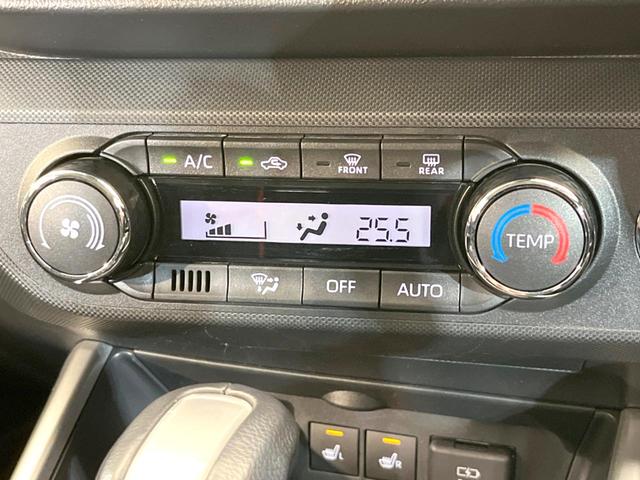 A/C
FRONT
REAR
25.5
TEMP
OFF
AUTO
L
R